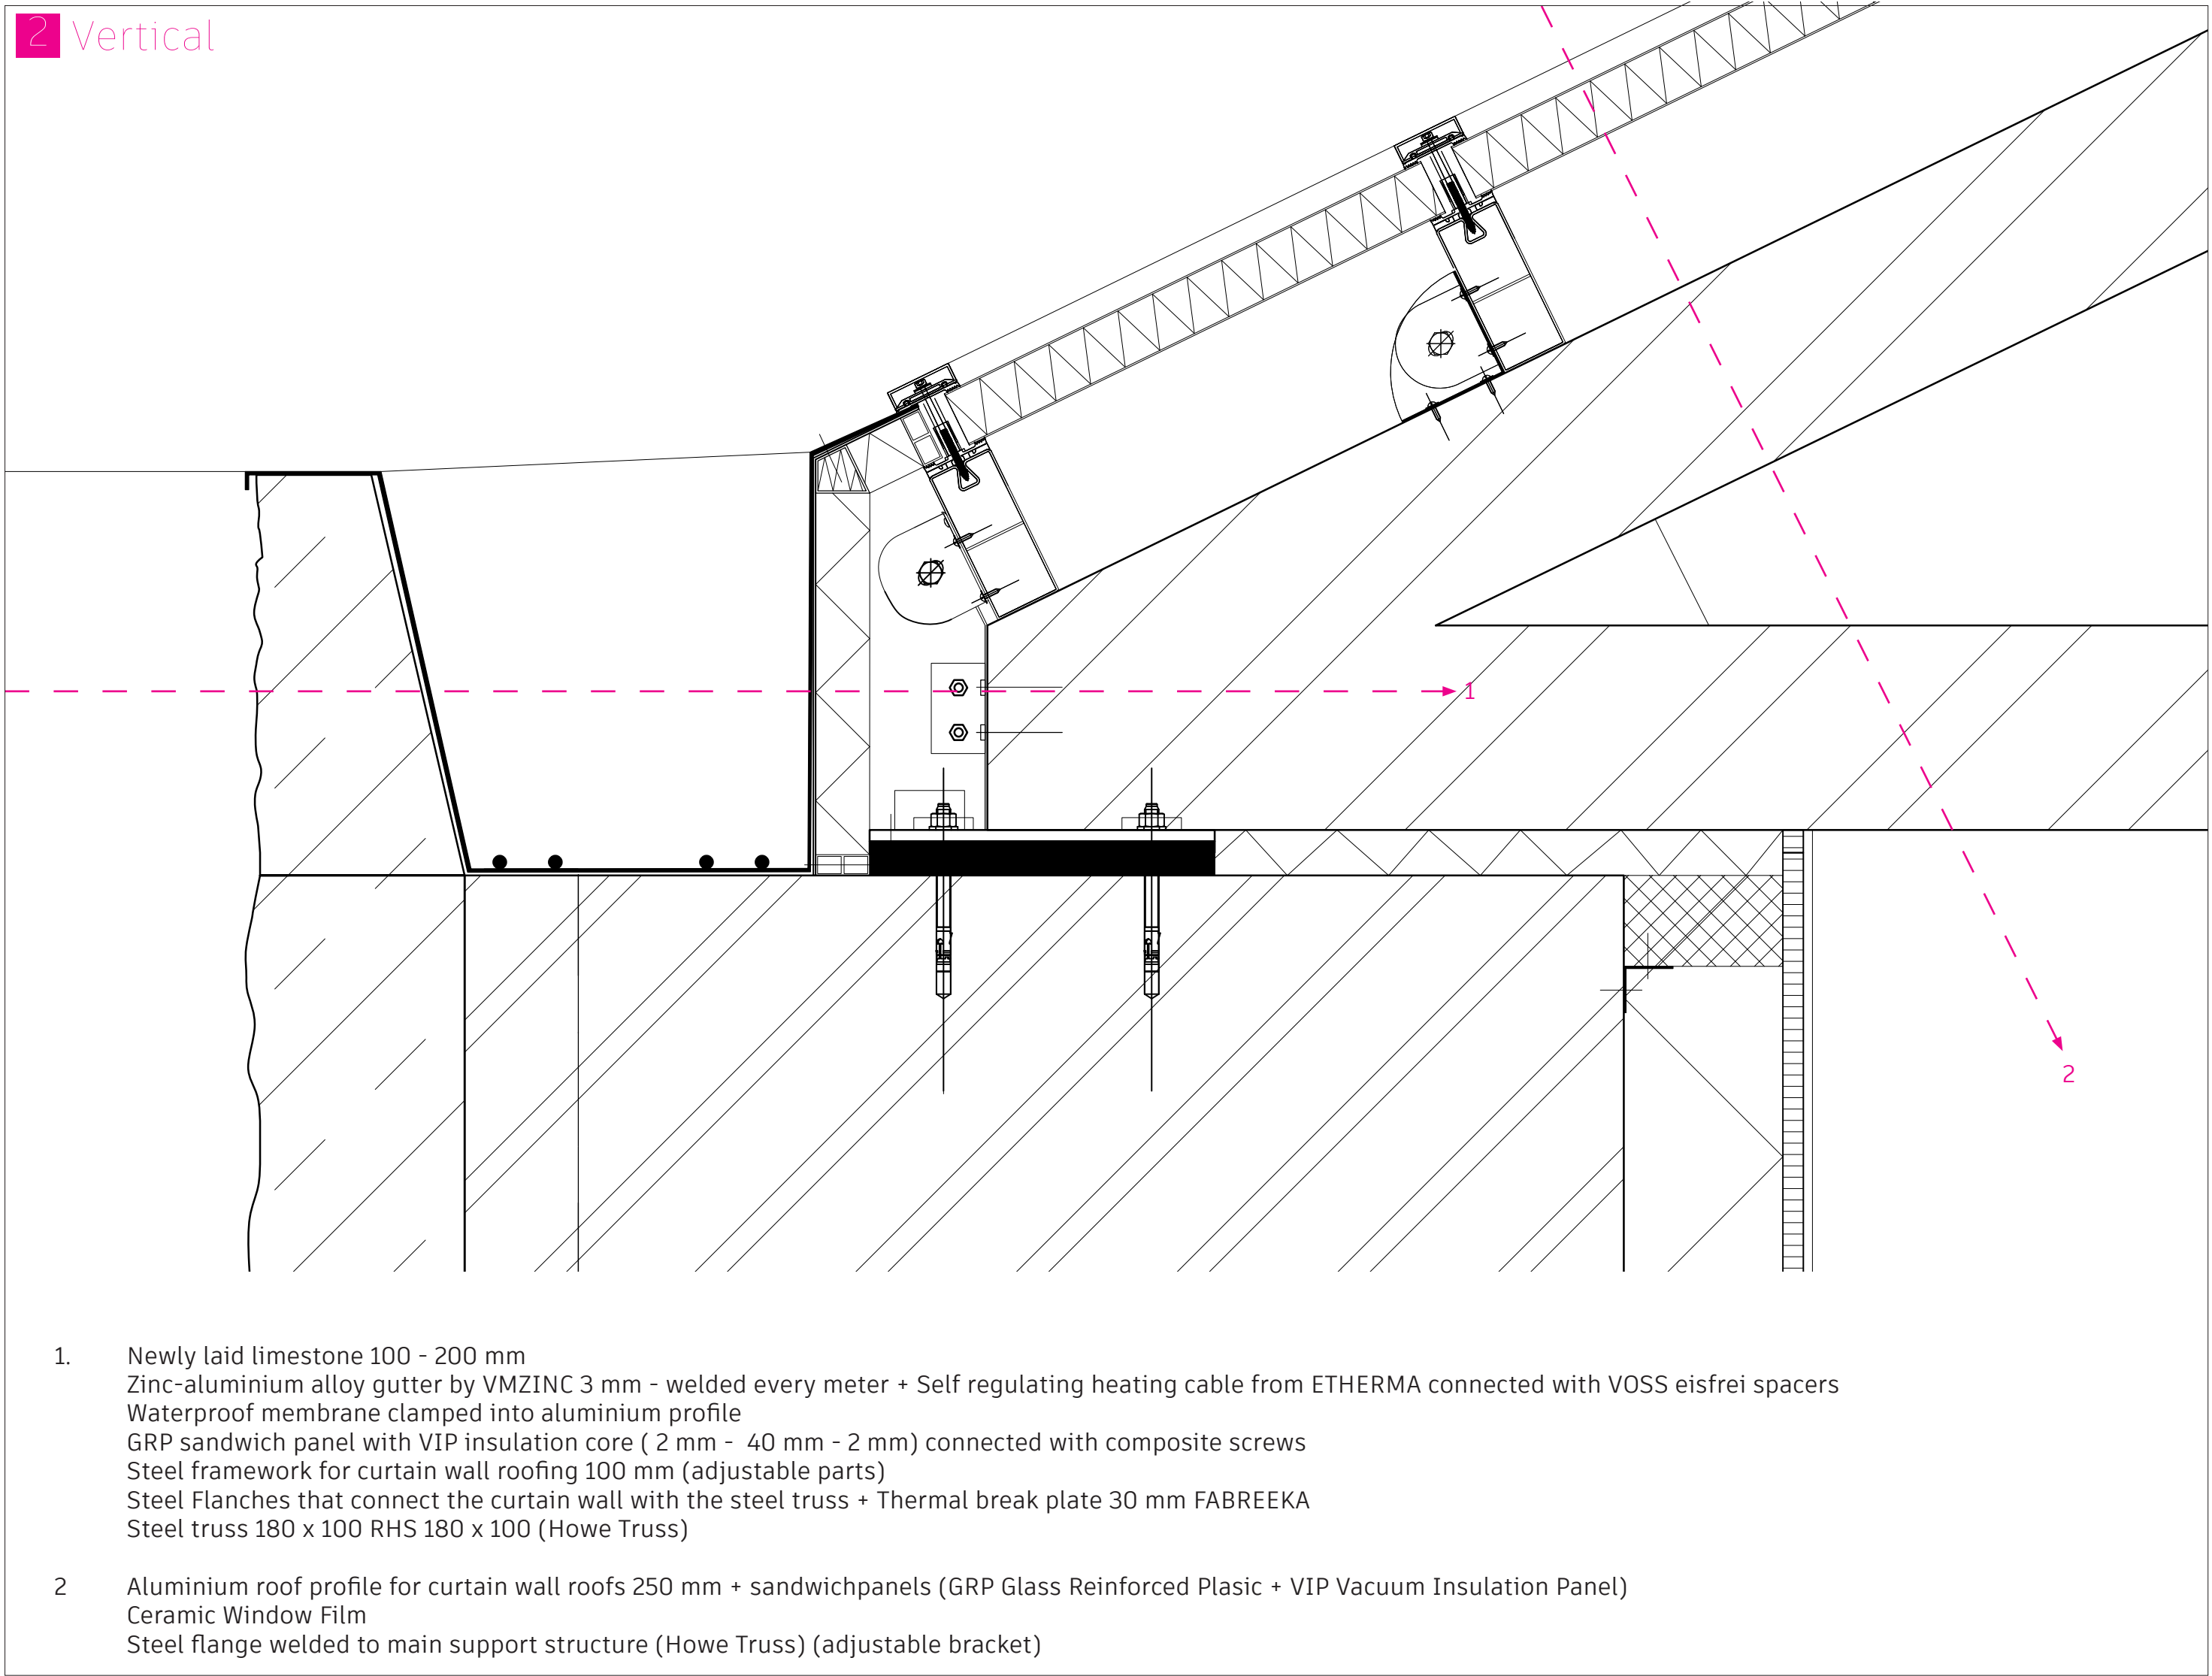 2 Vertical
1
2
1. Newly laid limestone 100 - 200 mm
Zinc-aluminium alloy gutter by VMZINC 3 mm - welded every meter + Self regulating heating cable from ETHERMA connected with VOSS eisfrei spacers
Waterproof membrane clamped into aluminium profile
GRP sandwich panel with VIP insulation core ( 2 mm - 40 mm - 2 mm) connected with composite screws
Steel framework for curtain wall roofing 100 mm (adjustable parts)
Steel Flanches that connect the curtain wall with the steel truss + Thermal break plate 30 mm FABREEKA
Steel truss 180 x 100 RHS 180 x 100 (Howe Truss)
2 Aluminium roof profile for curtain wall roofs 250 mm + sandwichpanels (GRP Glass Reinforced Plasic + VIP Vacuum Insulation Panel)
Ceramic Window Film
Steel flange welded to main support structure (Howe Truss) (adjustable bracket)